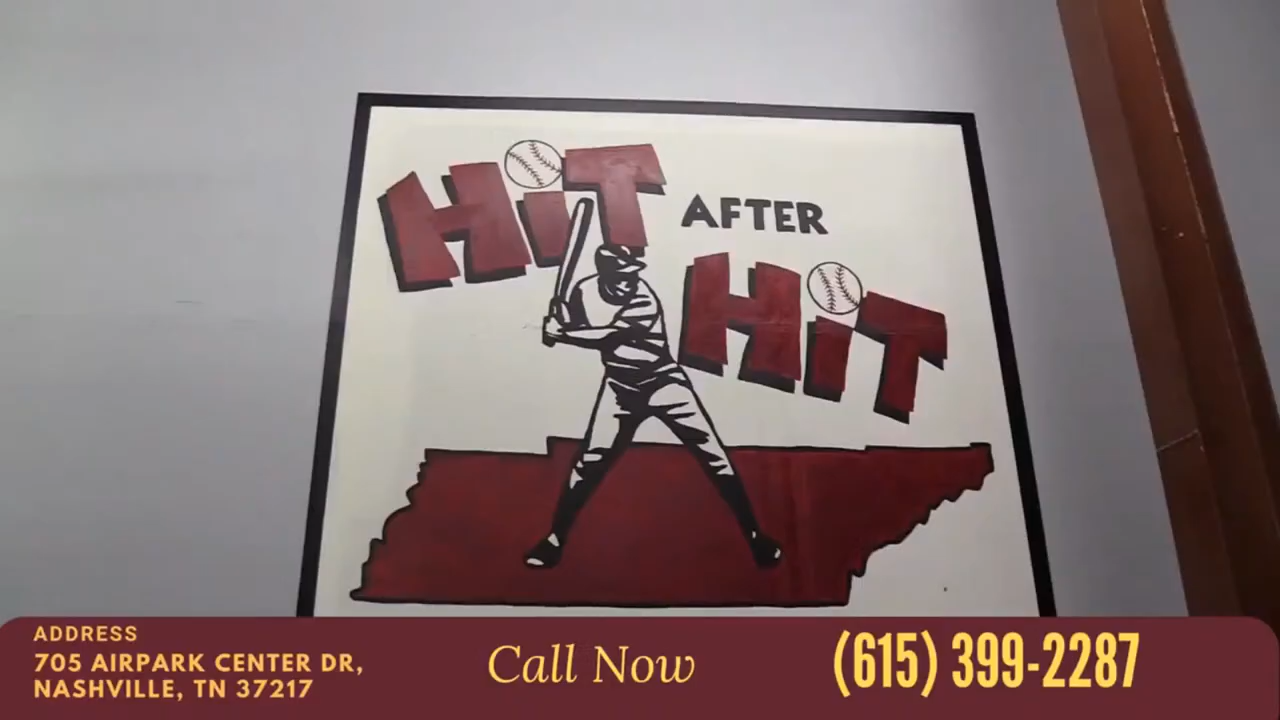 HiT
AFTER
HiT
ADDRESS
705 AIRPARK CENTER DR,
NASHVILLE, TN 37217
Call Now
(615) 399-2287